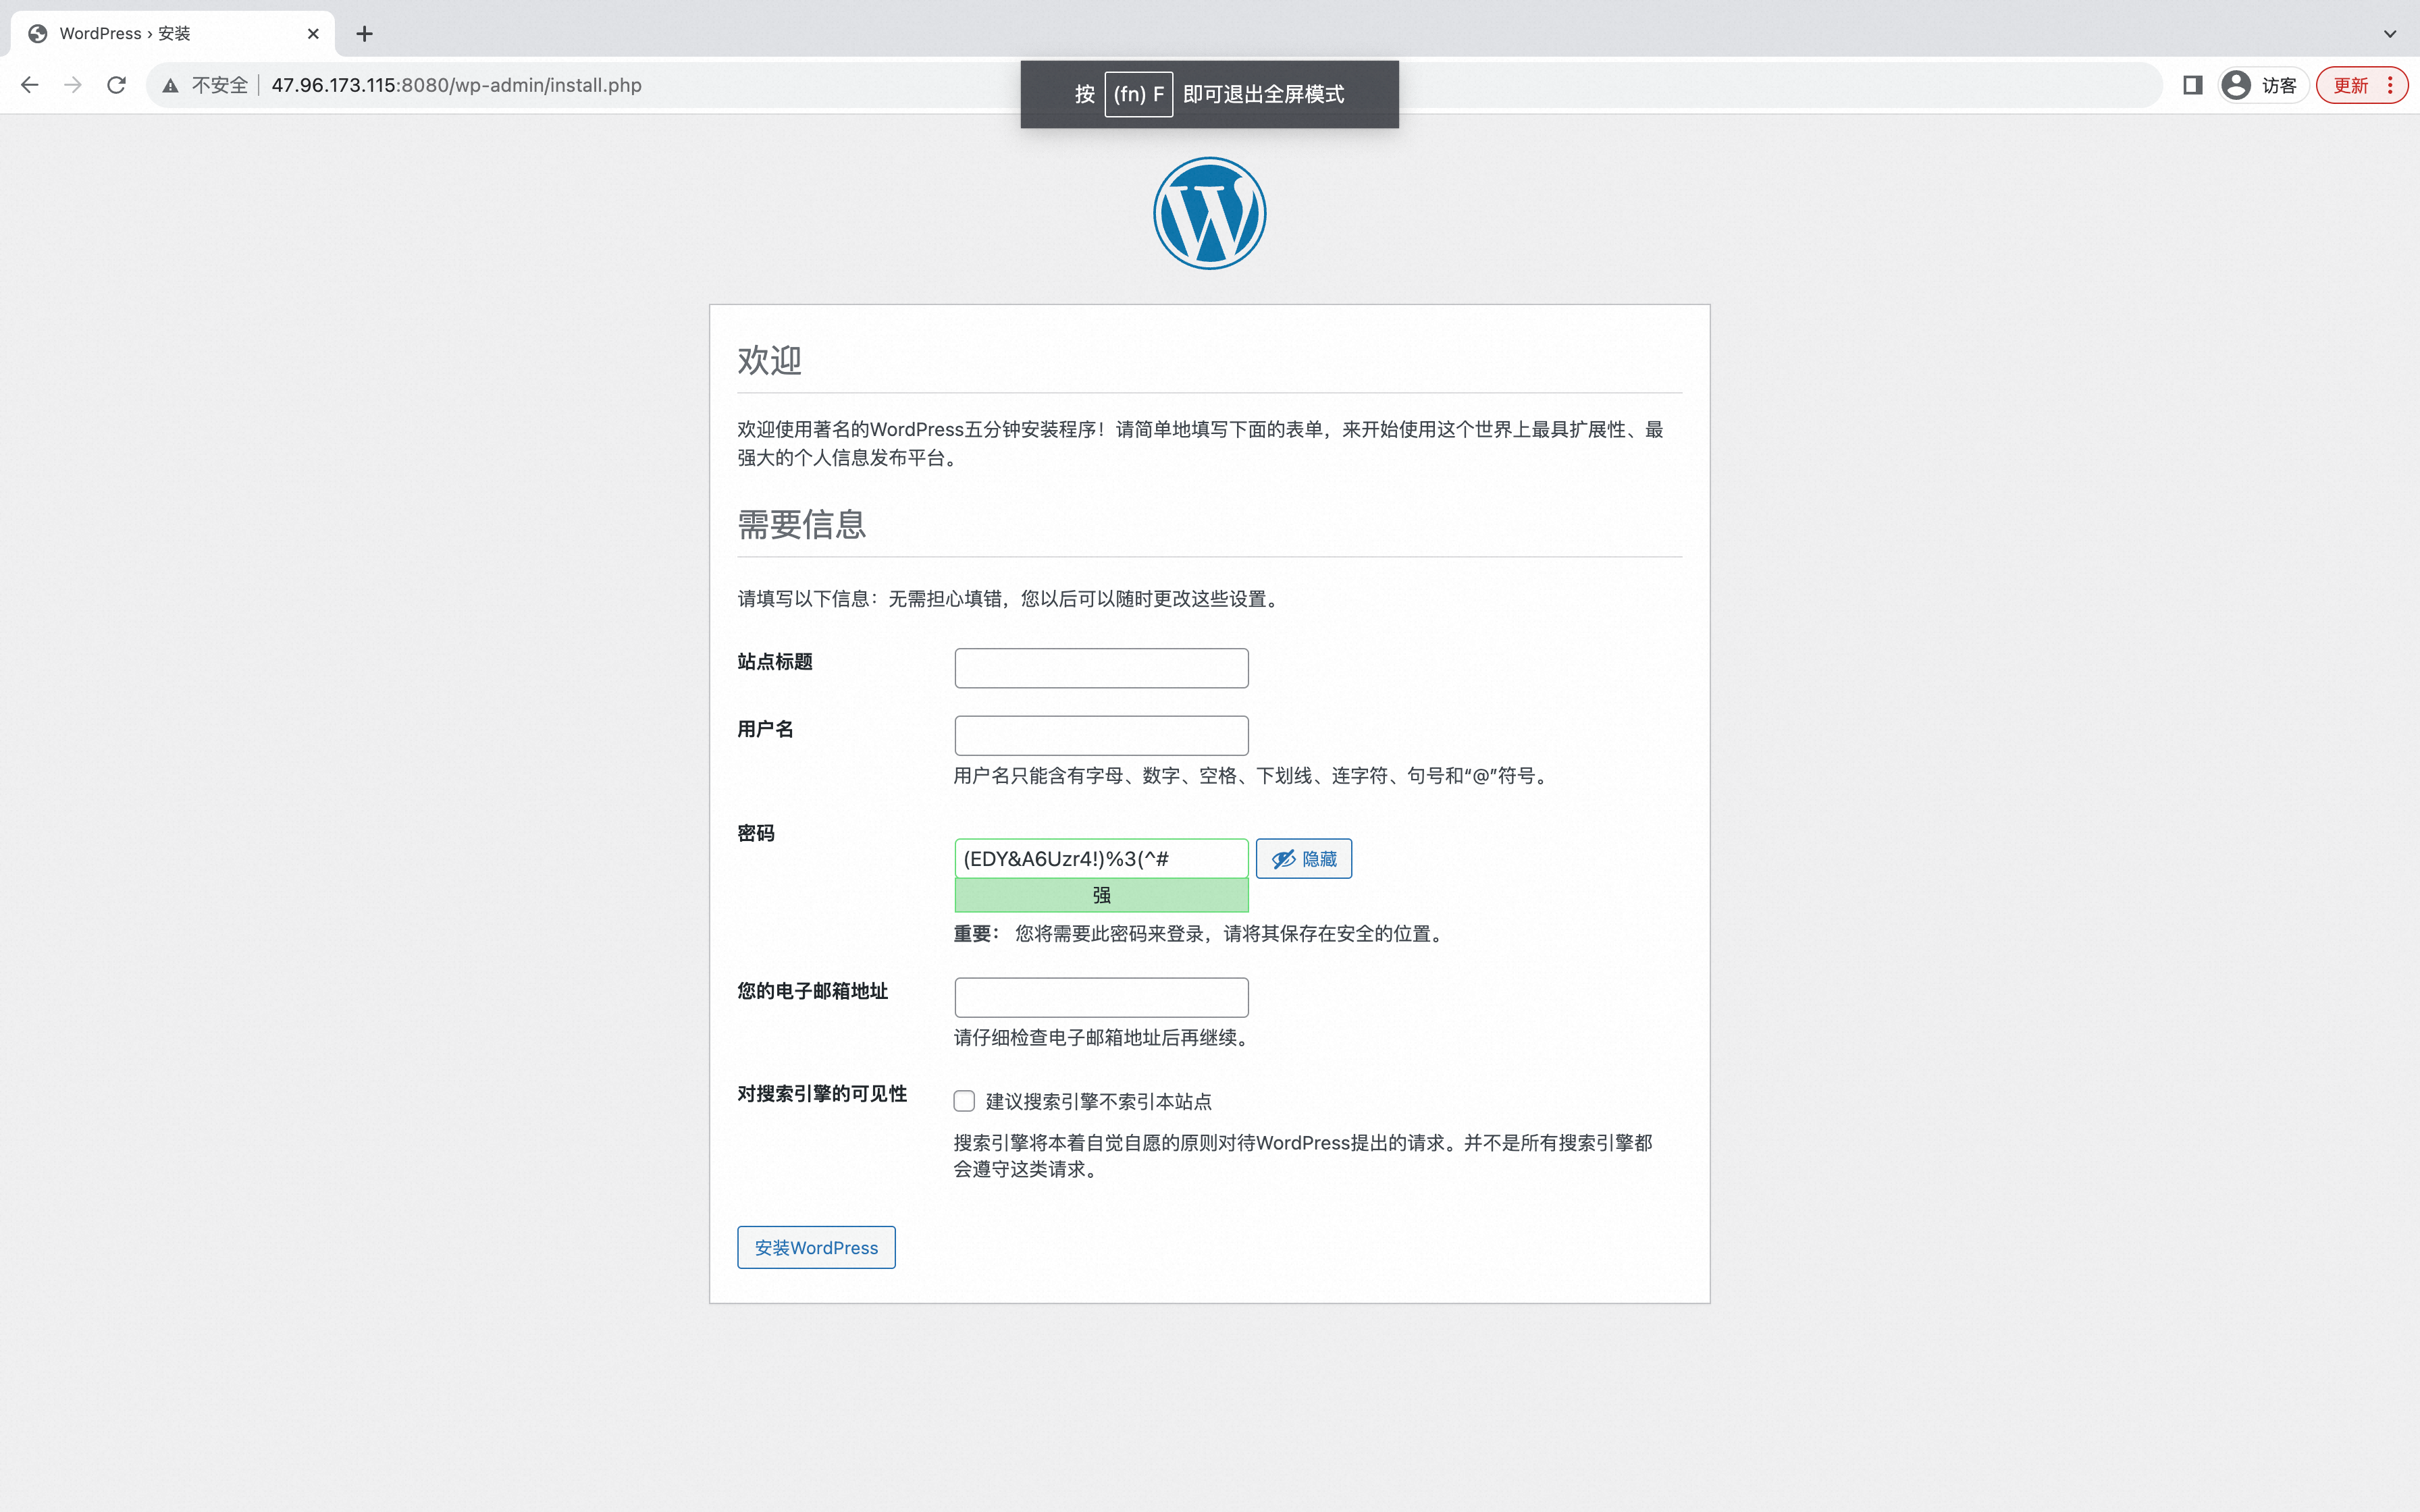 WordPress › 安装
不安全 47.96.173.115:8080/wp-admin/install.php
按 (fn) F 即可退出全屏模式
访客
更新
欢迎
欢迎使用著名的WordPress五分钟安装程序！请简单地填写下面的表单，来开始使用这个世界上最具扩展性、最
强大的个人信息发布平台。
需要信息
请填写以下信息：无需担心填错，您以后可以随时更改这些设置。
站点标题
用户名
用户名只能含有字母、数字、空格、下划线、连字符、句号和“@”符号。
密码
(EDY&A6Uzr4!)%3(^#
隐藏
强
重要： 您将需要此密码来登录，请将其保存在安全的位置。
您的电子邮箱地址
请仔细检查电子邮箱地址后再继续。
对搜索引擎的可见性
建议搜索引擎不索引本站点
搜索引擎将本着自觉自愿的原则对待WordPress提出的请求。并不是所有搜索引擎都
会遵守这类请求。
安装WordPress